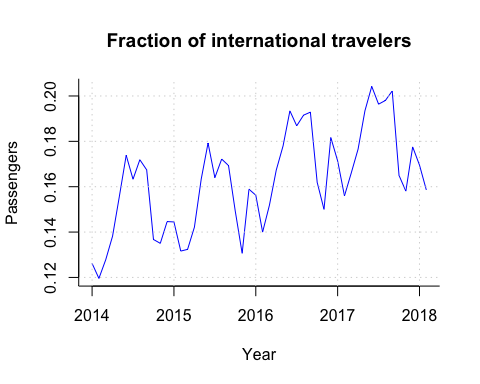 Fraction of international travelers
Passengers
0.20
0.18
0.16
0.14
0.12
2014 2015 2016 2017 2018
Year